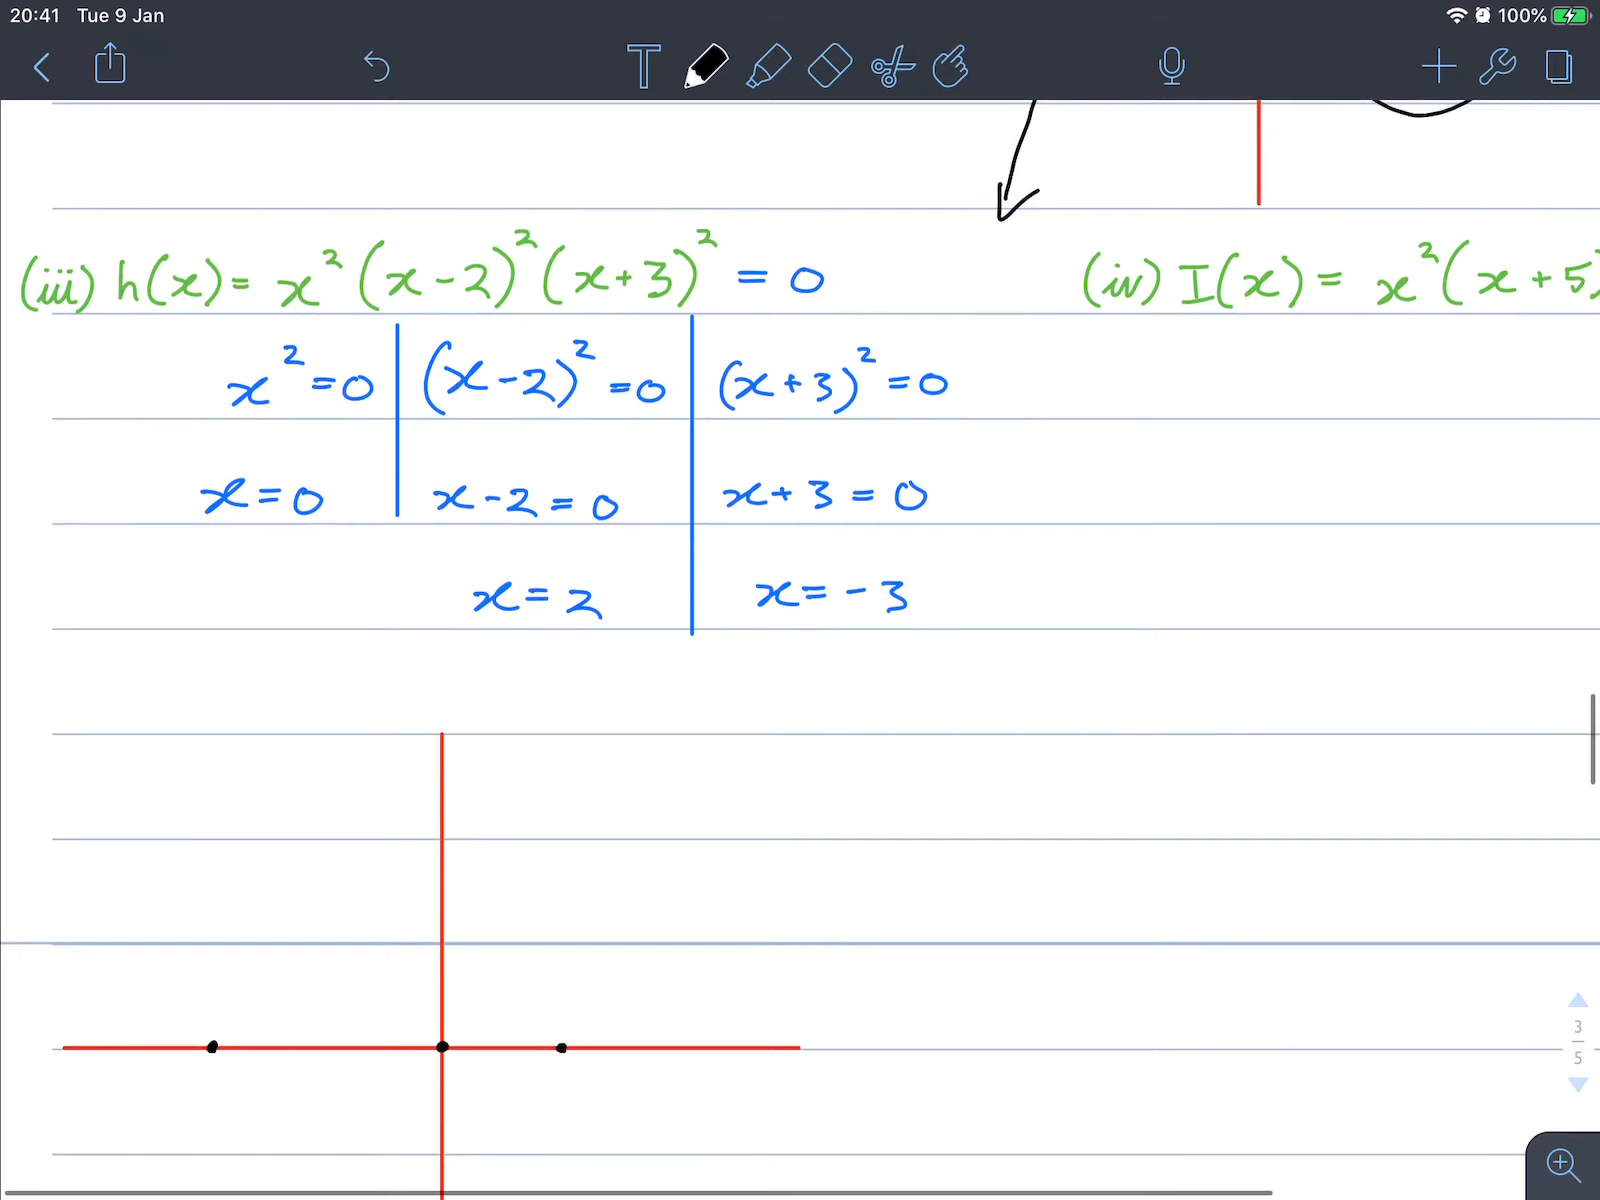 20:41 Tue 9 Jan 100%
T
(iii) h(x) = x²(x-2)²(x+3)² = 0
(iv) I(x) = x²(x+5)
x² = 0 (x-2)² = 0 (x+3)² = 0
x = 0 x-2 = 0 x+3 = 0
x = 2 x = -3
3
5